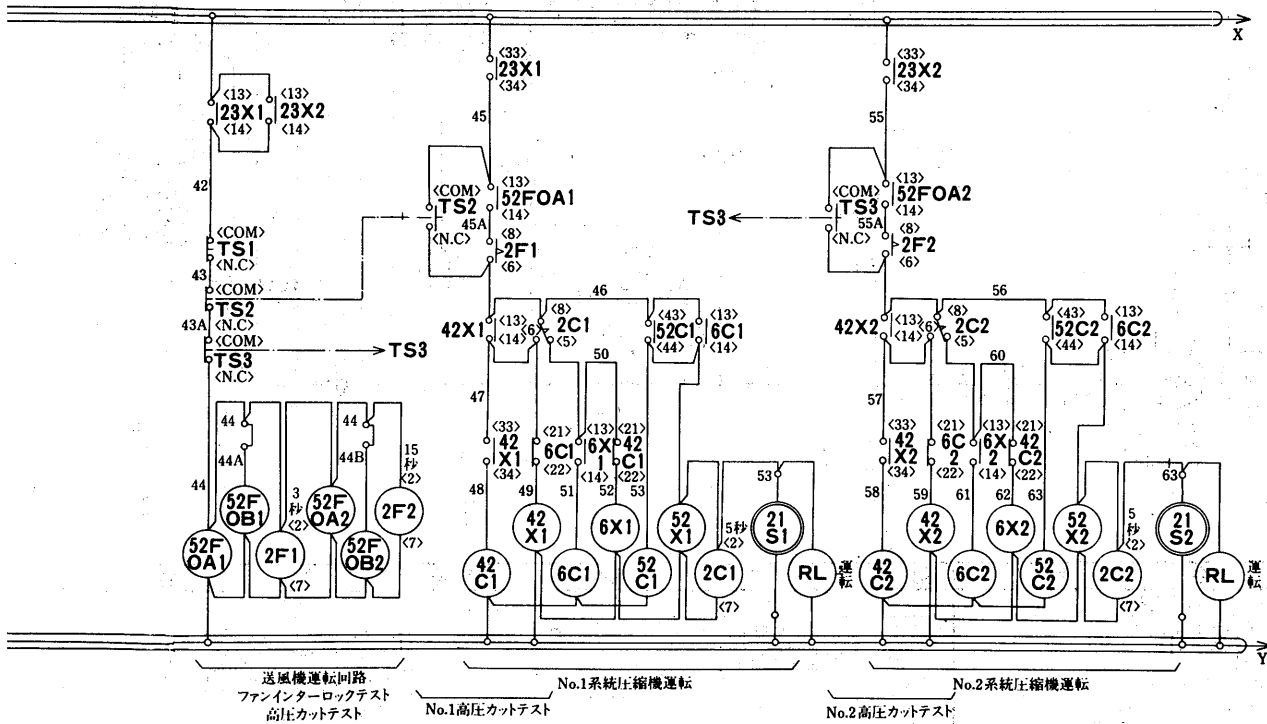 X
<13>
23X1
<14>
<13>
23X2
<14>
42
<COM>
TS1
<N.C>
43
<COM>
TS2
<N.C>
43A
<COM>
TS3
<N.C>
TS3
44
44
44A
52F
OB1
52F
OA1
3
秒
<2>
2F1
<7>
52F
OA2
44
44B
52F
OB2
15
秒
<2>
2F2
<7>
送風機運転回路
ファンインターロックテスト
高圧カットテスト
<33>
23X1
<34>
45
<COM>
TS2
<N.C>
<13>
52FOA1
<14>
45A
<8>
2F1
<6>
46
42X1
<13>
<14>
<8>
<6>
2C1
<5>
<43>
52C1
<44>
<13>
6C1
<14>
50
47
<33>
42
X1
<34>
<21>
6C1
<22>
<13>
6X
1
<14>
<21>
42
C1
<22>
48
49
51
52
53
42
C1
42
X1
6C1
6X1
52
C1
52
X1
5秒
<2>
2C1
<7>
53
21
S1
RL
運
転
No.1系統圧縮機運転
No.1高圧カットテスト
<33>
23X2
<34>
55
TS3
<COM>
TS3
<N.C>
<13>
52FOA2
<14>
55A
<8>
2F2
<6>
56
42X2
<13>
<14>
<8>
<6>
2C2
<5>
<43>
52C2
<44>
<13>
6C2
<14>
60
57
<33>
42
X2
<34>
<21>
6C
2
<22>
<13>
6X
2
<14>
<21>
42
C2
<22>
58
59
61
62
63
42
C2
42
X2
6C2
6X2
52
C2
52
X2
5
秒
<2>
2C2
<7>
63
21
S2
RL
運
転
Y
No.2系統圧縮機運転
No.2高圧カットテスト